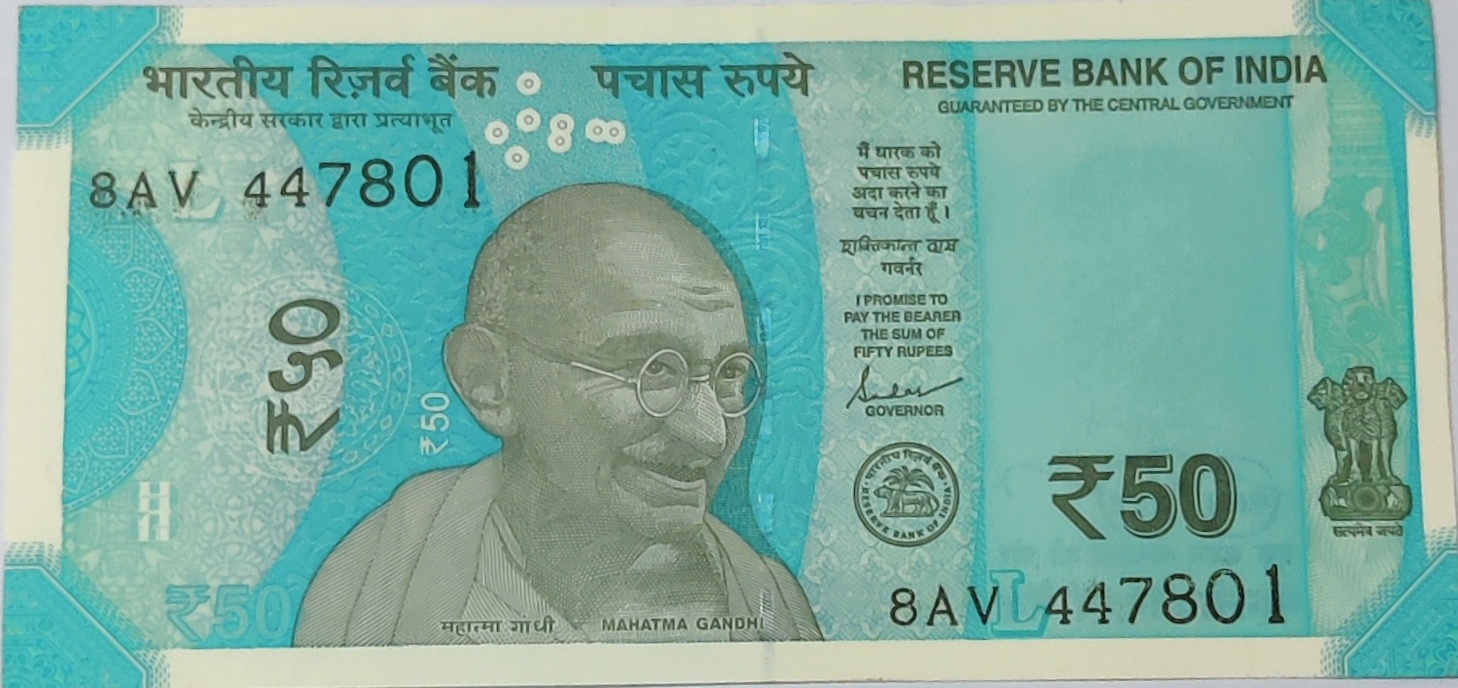 भारतीय रिज़र्व बैंक
केन्द्रीय सरकार द्वारा प्रत्याभूत
पचास रुपये
RESERVE BANK OF INDIA
GUARANTEED BY THE CENTRAL GOVERNMENT
8AV 447801
L
मैं धारक को
पचास रुपये
अदा करने का
वचन देता हूँ ।
शक्तिकान्त दास
गवर्नर
I PROMISE TO
PAY THE BEARER
THE SUM OF
FIFTY RUPEES
GOVERNOR
₹५०
₹50
भारतीय रिज़र्व बैंक
RESERVE BANK OF INDIA
₹50
सत्यमेव जयते
₹50
महात्मा गांधी
MAHATMA GANDHI
8AV 447801
L